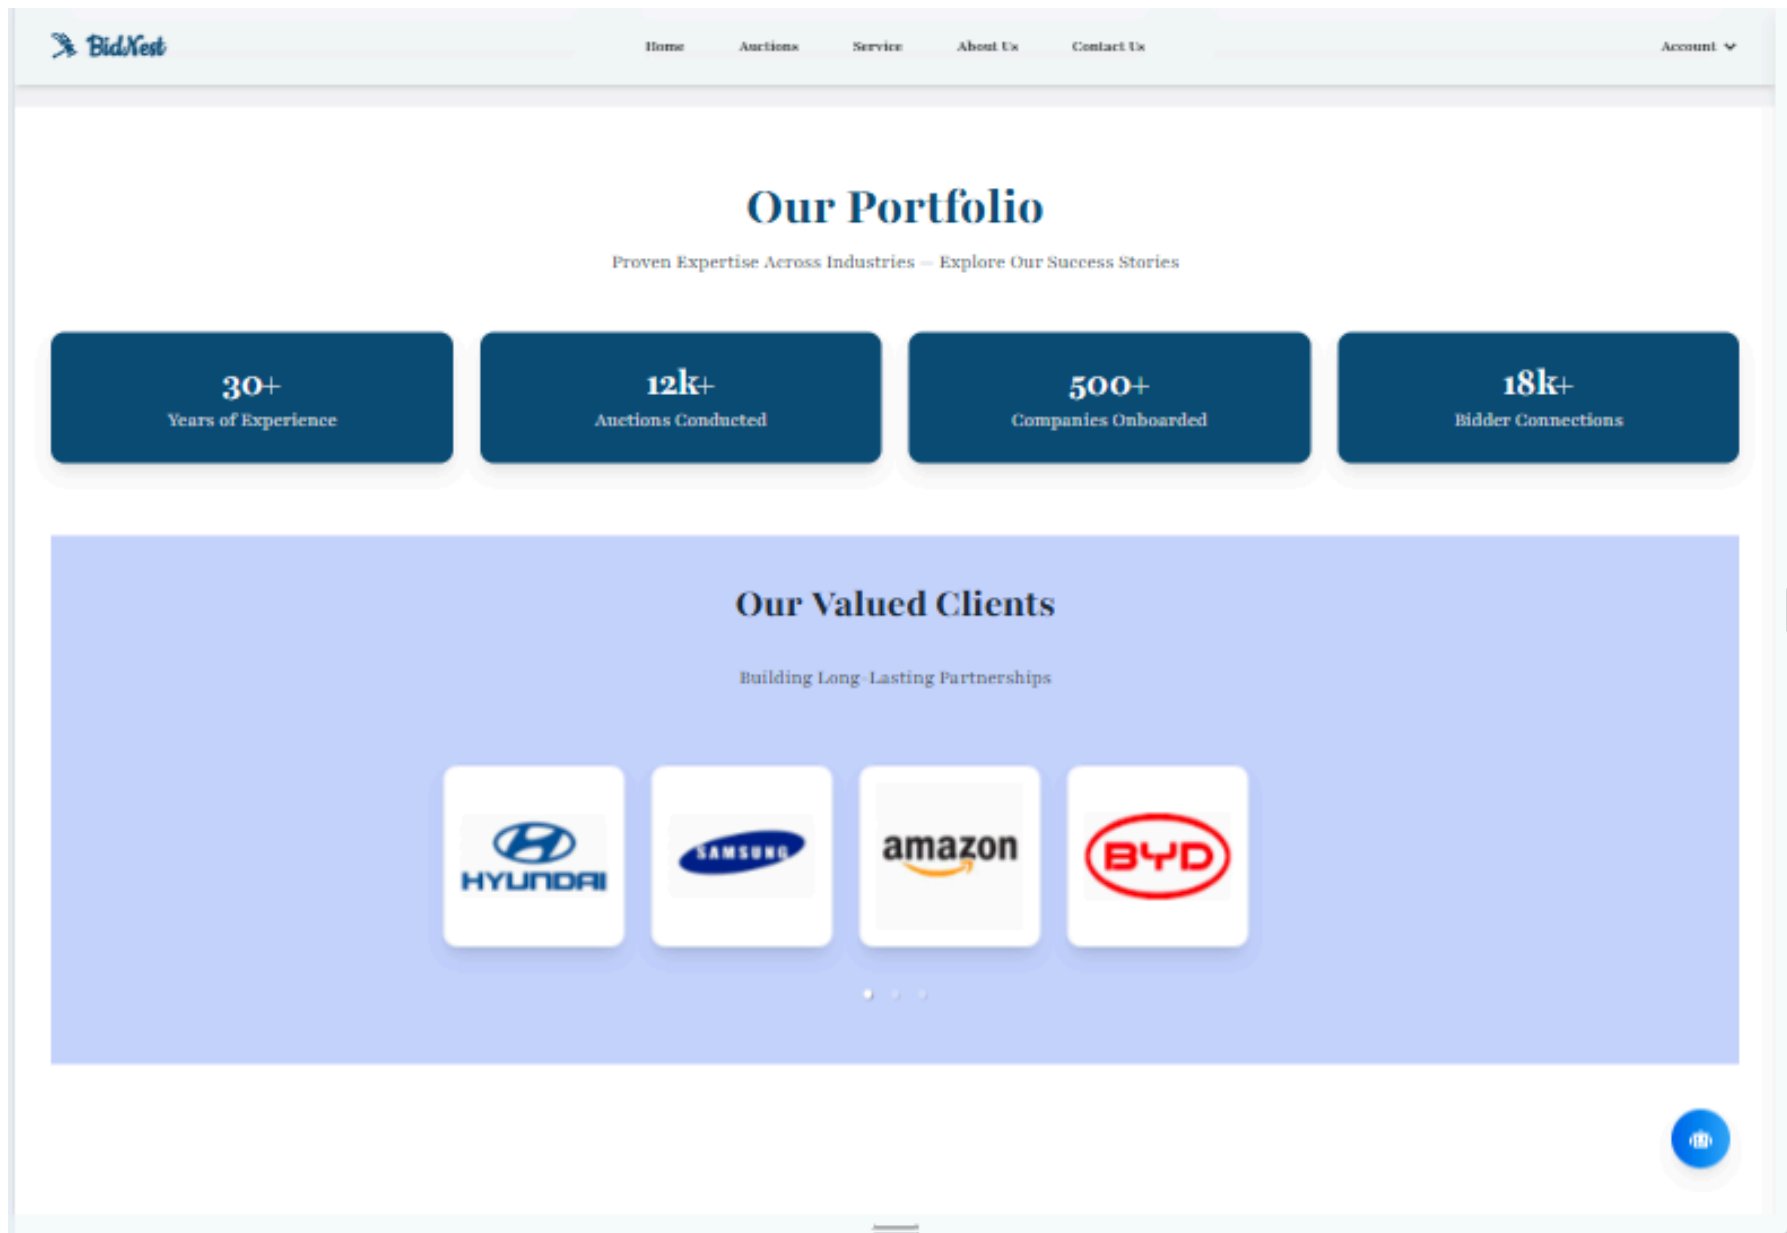 BidNest
Home Auctions Service About Us Contact Us Account
Our Portfolio
Proven Expertise Across Industries — Explore Our Success Stories
30+ 12k+ 500+ 18k+
Years of Experience Auctions Conducted Companies Onboarded Bidder Connections
Our Valued Clients
Building Long-Lasting Partnerships
HYUNDAI SAMSUNG amazon BYD